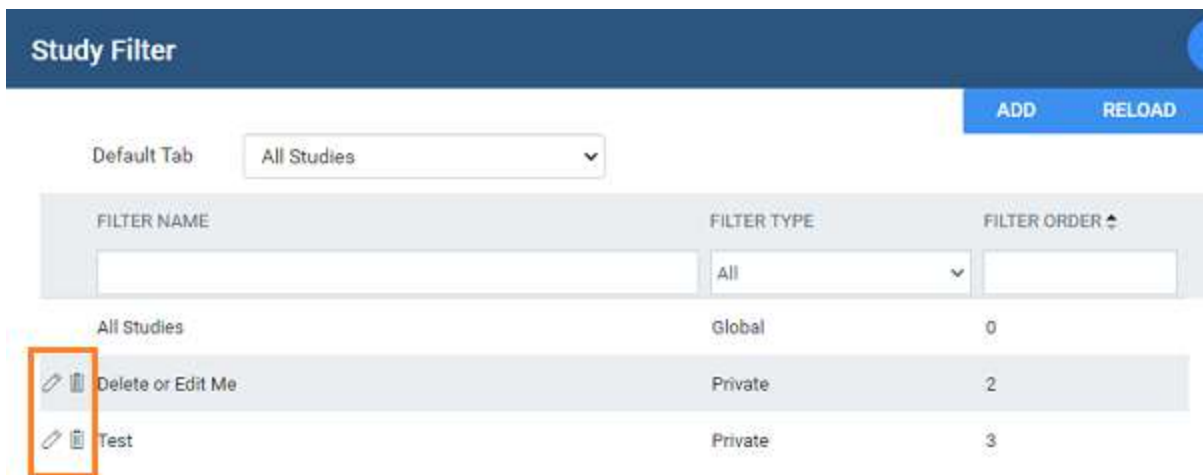 Study Filter
ADD RELOAD
Default Tab All Studies
FILTER NAME FILTER TYPE FILTER ORDER
All
All Studies Global 0
Delete or Edit Me Private 2
Test Private 3